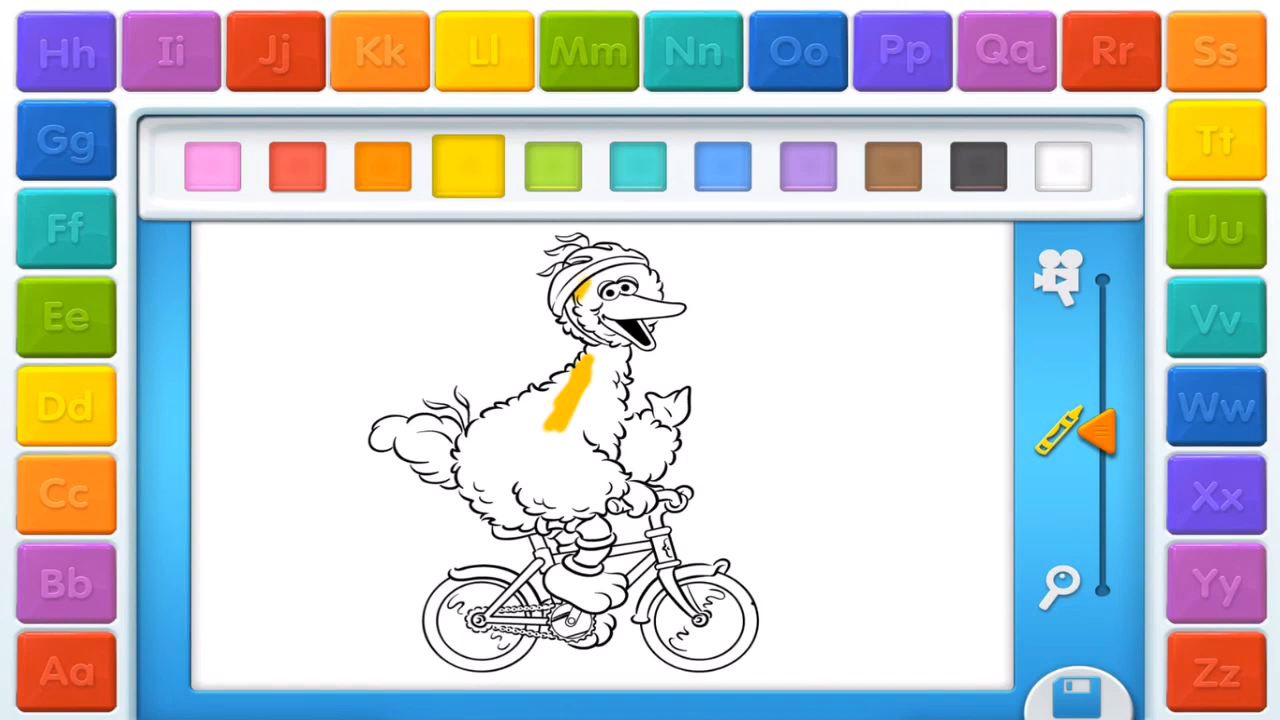 Hh Ii Jj Kk Ll Mm Nn Oo Pp Qq Rr Ss
Gg Tt
Ff Uu
Ee Vv
Dd Ww
Cc Xx
Bb Yy
Aa Zz